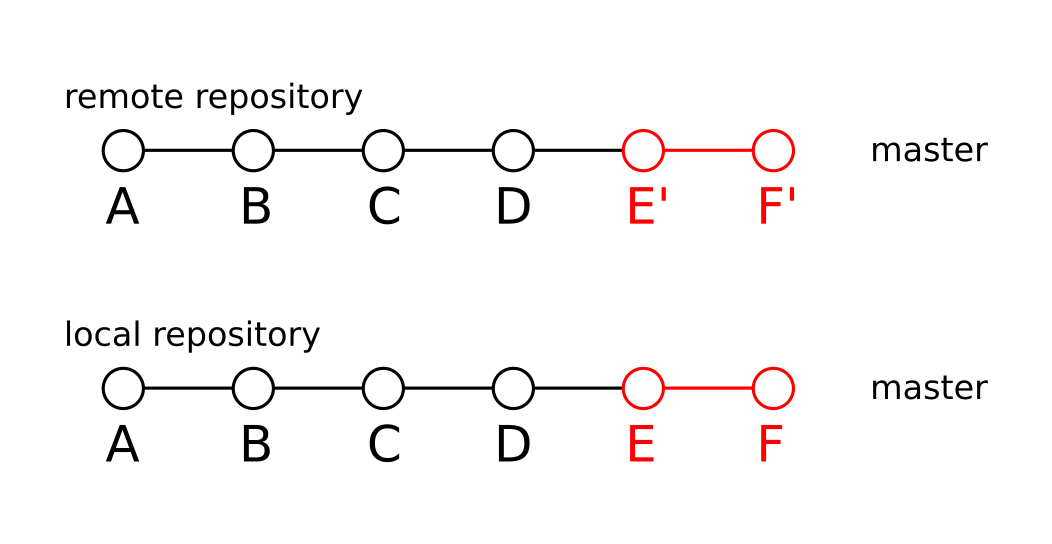 remote repository
master
A B C D E' F'
local repository
master
A B C D E F